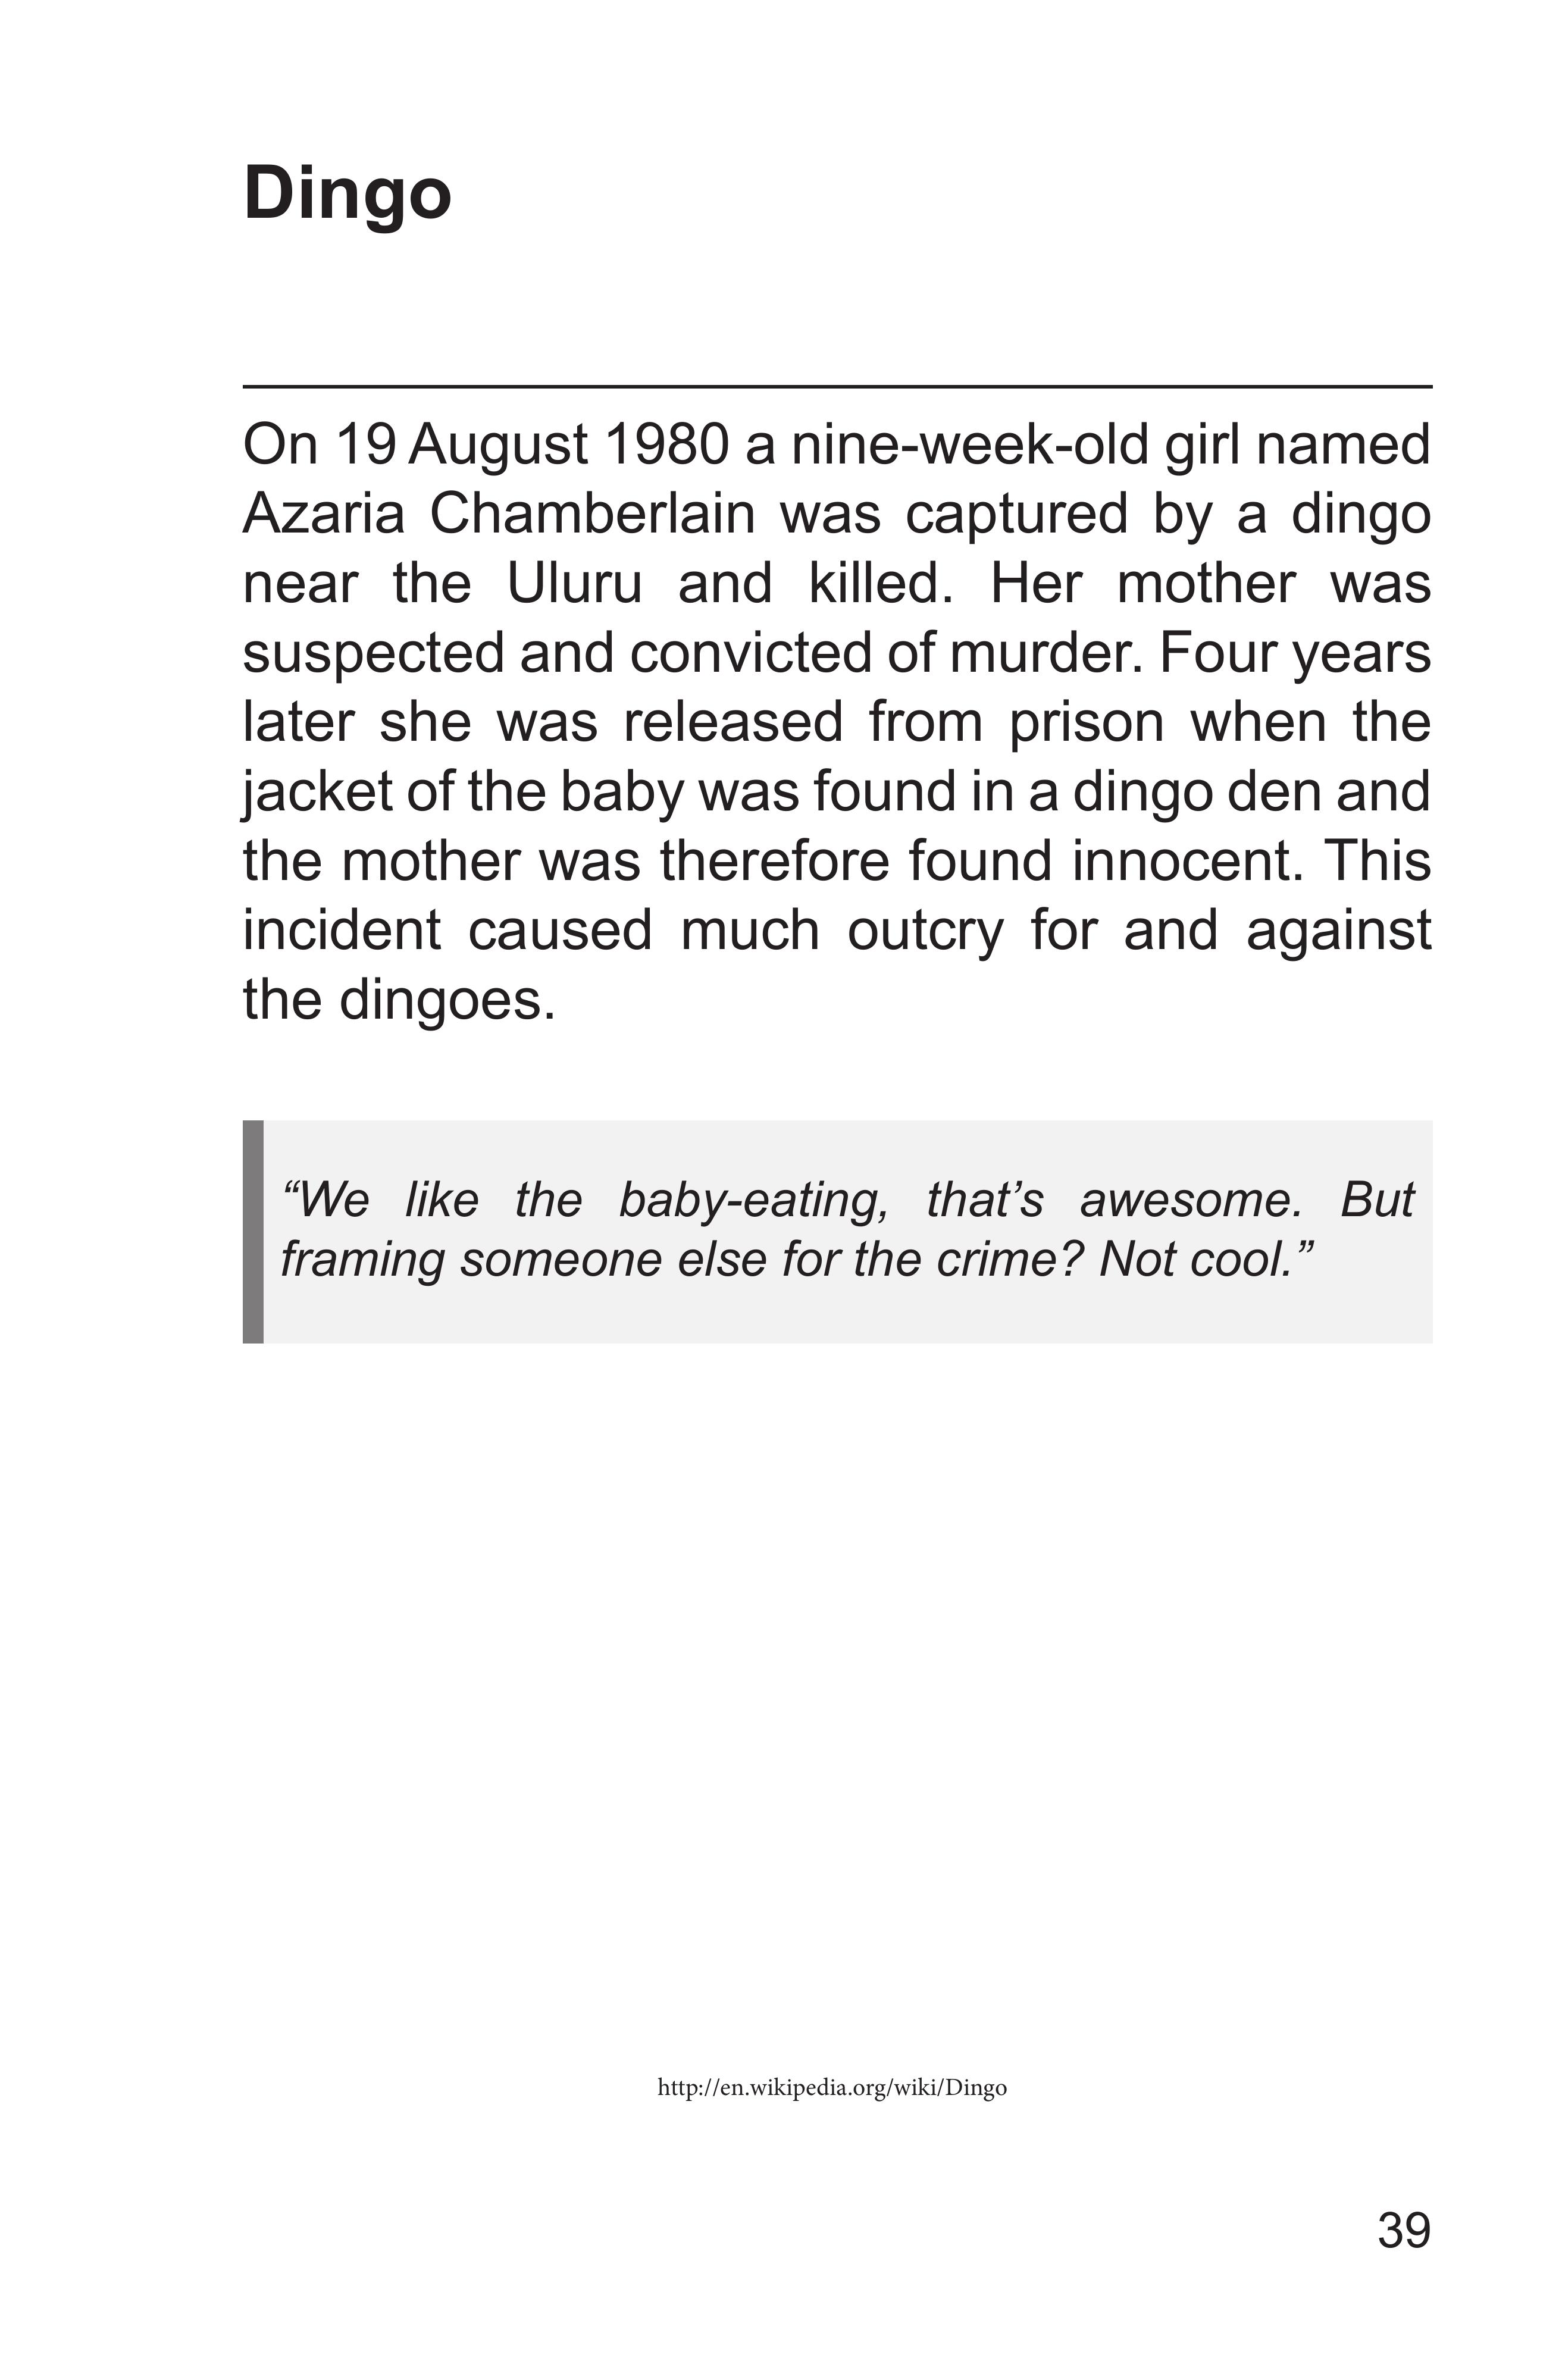 Dingo
On 19 August 1980 a nine-week-old girl named
Azaria Chamberlain was captured by a dingo
near the Uluru and killed. Her mother was
suspected and convicted of murder. Four years
later she was released from prison when the
jacket of the baby was found in a dingo den and
the mother was therefore found innocent. This
incident caused much outcry for and against
the dingoes.
“We like the baby-eating, that’s awesome. But
framing someone else for the crime? Not cool.”
http://en.wikipedia.org/wiki/Dingo
39